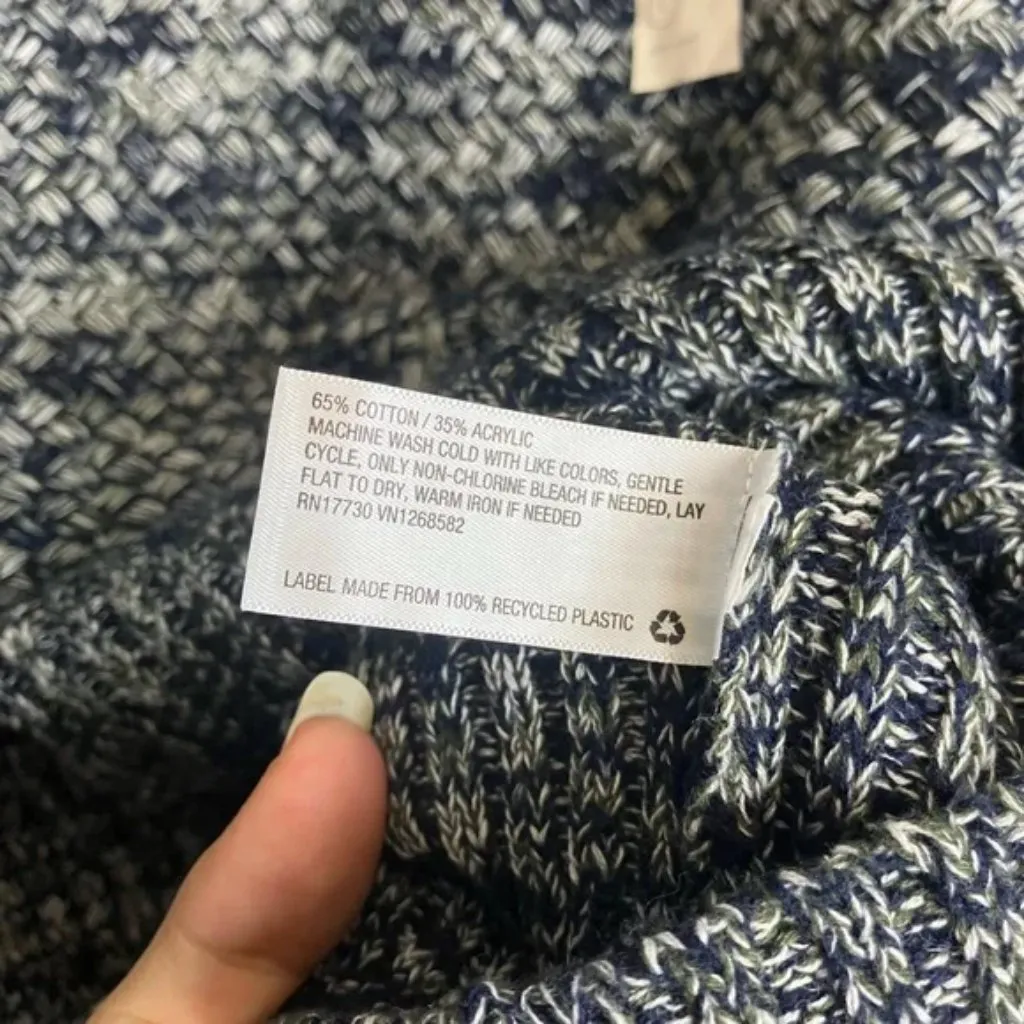 65% COTTON / 35% ACRYLIC
MACHINE WASH COLD WITH LIKE COLORS, GENTLE
CYCLE, ONLY NON-CHLORINE BLEACH IF NEEDED, LAY
FLAT TO DRY, WARM IRON IF NEEDED
RN17730 VN1268582
LABEL MADE FROM 100% RECYCLED PLASTIC